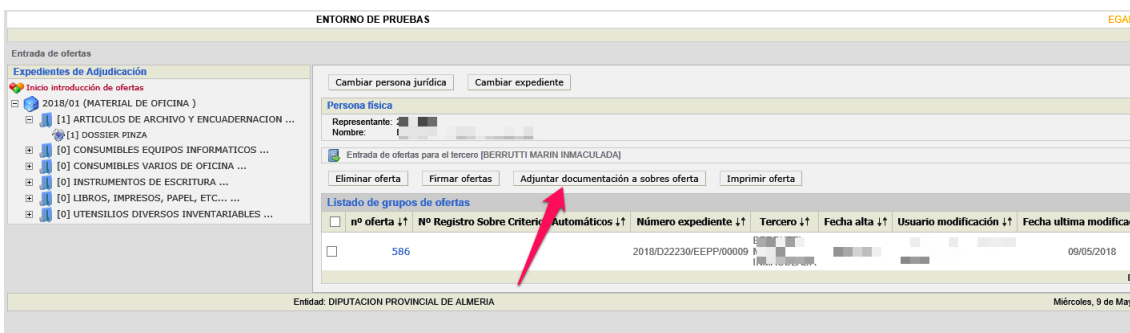 ENTORNO DE PRUEBAS
Entrada de ofertas
Expedientes de Adjudicación
Inicio introducción de ofertas
2018/01 (MATERIAL DE OFICINA )
[1] ARTICULOS DE ARCHIVO Y ENCUADERNACION ...
[1] DOSSIER PINZA
[0] CONSUMIBLES EQUIPOS INFORMATICOS ...
[0] CONSUMIBLES VARIOS DE OFICINA ...
[0] INSTRUMENTOS DE ESCRITURA ...
[0] LIBROS, IMPRESOS, PAPEL, ETC... ...
[0] UTENSILIOS DIVERSOS INVENTARIABLES ...
Cambiar persona jurídica Cambiar expediente
Persona física
Representante:
Nombre:
Entrada de ofertas para el tercero [BERRUTTI MARIN INMACULADA]
Eliminar oferta Firmar ofertas Adjuntar documentación a sobres oferta Imprimir oferta
Listado de grupos de ofertas
nº oferta ↓↑ Nº Registro Sobre Criterio Automáticos ↓↑ Número expediente ↓↑ Tercero ↓↑ Fecha alta ↓↑ Usuario modificación ↓↑ Fecha ultima modifica
586 2018/D22230/EEPP/00009 09/05/2018
Entidad: DIPUTACION PROVINCIAL DE ALMERIA Miércoles, 9 de May